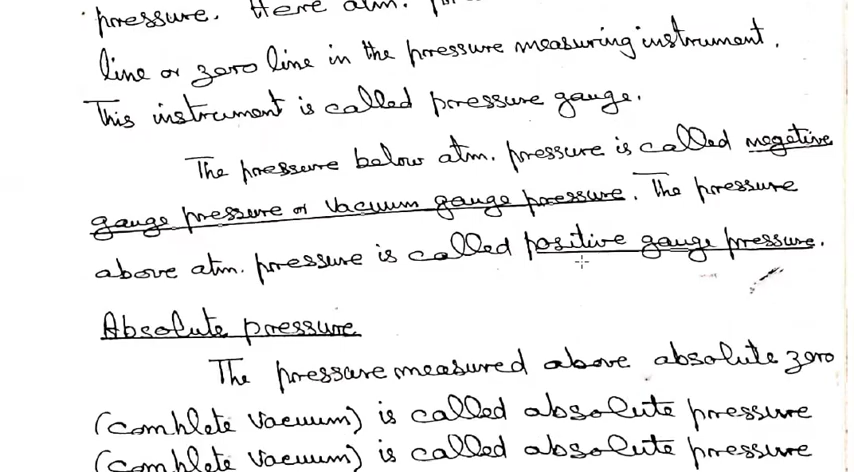 pressure. Here atm.
line or zero line in the pressure measuring instrument.
This instrument is called pressure gauge.
The pressure below atm. pressure is called negetive
gauge pressure or vacuum gauge pressure. The pressure
above atm. pressure is called positive gauge pressure.
Absolute pressure
The pressure measured above absolute zero
(complete vacuum) is called absolute pressure
(complete vacuum) is called absolute pressure